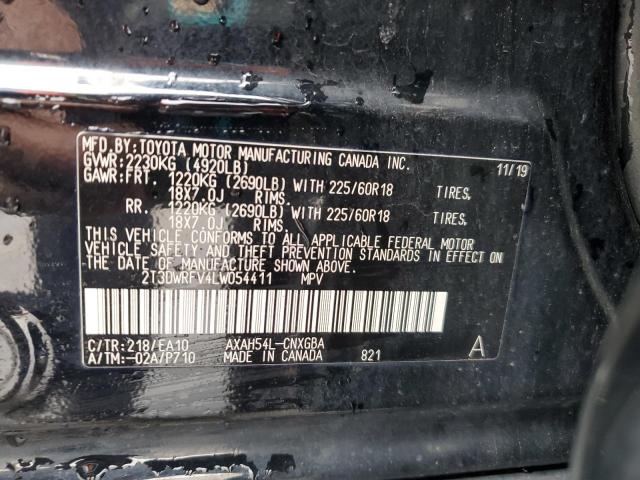 MFD.BY:TOYOTA MOTOR MANUFACTURING CANADA INC. 11/19
GVWR:2230KG (4920LB)
GAWR:FRT. 1220KG (2690LB) WITH 225/60R18 TIRES,
18X7.0J RIMS.
RR. 1220KG (2690LB) WITH 225/60R18 TIRES,
18X7.0J RIMS.
THIS VEHICLE CONFORMS TO ALL APPLICABLE FEDERAL MOTOR
VEHICLE SAFETY AND THEFT PREVENTION STANDARDS IN EFFECT ON
THE DATE OF MANUFACTURE SHOWN ABOVE.
2T3DWRFV4LW054411 MPV
C/TR:218/EA10 AXAH54L-CNXGBA
A/TM:-02A/P710 MADE IN CANADA 821 A